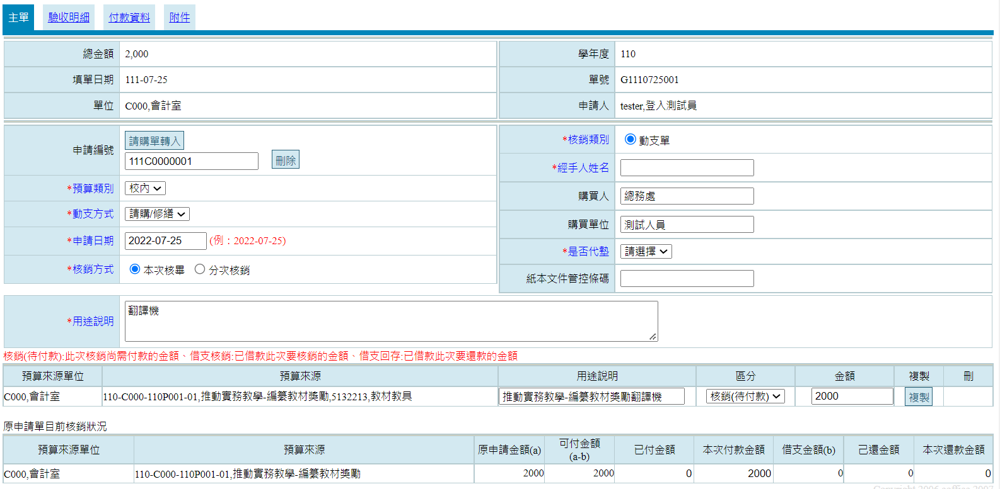 主單 驗收明細 付款資料 附件
總金額 2,000 學年度 110
填單日期 111-07-25 單號 G1110725001
單位 C000,會計室 申請人 tester,登入測試員
請購單轉入
申請編號 111C0000001 刪除
*核銷類別 動支單
*經手人姓名
*預算類別 校內
購買人 總務處
*動支方式 請購/修繕
購買單位 測試人員
*申請日期 2022-07-25 (例：2022-07-25)
*是否代墊 請選擇
*核銷方式 本次核畢 分次核銷
紙本文件管控條碼
*用途說明 翻譯機
核銷(待付款):此次核銷尚需付款的金額、借支核銷:已借款此次要核銷的金額、借支回存:已借款此次要還款的金額
預算來源單位 預算來源 用途說明 區分 金額 複製 刪
C000,會計室 110-C000-110P001-01,推動實務教學-編纂教材獎勵,5132213,教材教具 推動實務教學-編纂教材獎勵翻譯機 核銷(待付款) 2000 複製
原申請單目前核銷狀況
預算來源單位 預算來源 原申請金額(a) 可付金額(a-b) 已付金額 本次付款金額 借支金額(b) 已還金額 本次還款金額
C000,會計室 110-C000-110P001-01,推動實務教學-編纂教材獎勵 2000 2000 0 2000 0 0 0